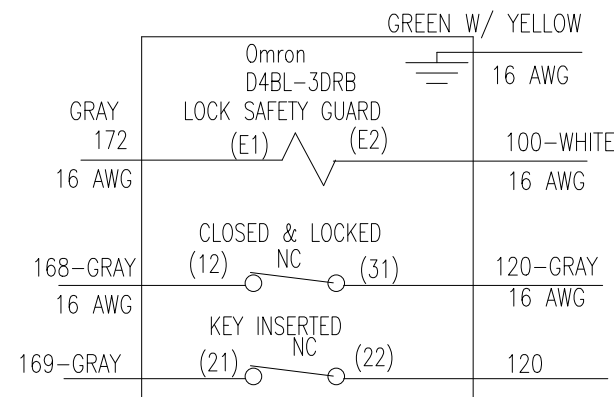 GREEN W/ YELLOW
16 AWG
Omron
D4BL-3DRB
LOCK SAFETY GUARD
GRAY
172
(E1)
(E2)
100-WHITE
16 AWG
16 AWG
CLOSED & LOCKED
NC
168-GRAY
(12)
(31)
120-GRAY
16 AWG
16 AWG
KEY INSERTED
NC
169-GRAY
(21)
(22)
120